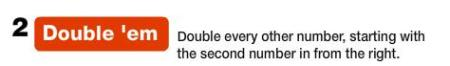 2 Double 'em Double every other number, starting with
the second number in from the right.